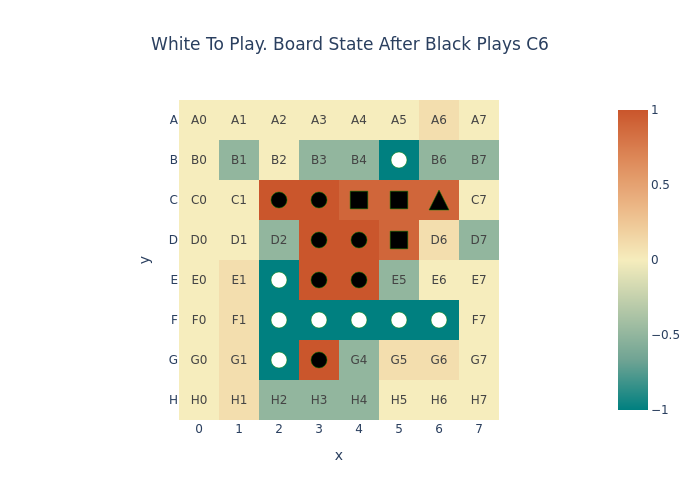 White To Play. Board State After Black Plays C6
A A0 A1 A2 A3 A4 A5 A6 A7
B B0 B1 B2 B3 B4 B6 B7
C C0 C1 C7
D D0 D1 D2 D6 D7
E E0 E1 E5 E6 E7
F F0 F1 F7
G G0 G1 G4 G5 G6 G7
H H0 H1 H2 H3 H4 H5 H6 H7
0 1 2 3 4 5 6 7
x
y
1
0.5
0
−0.5
−1